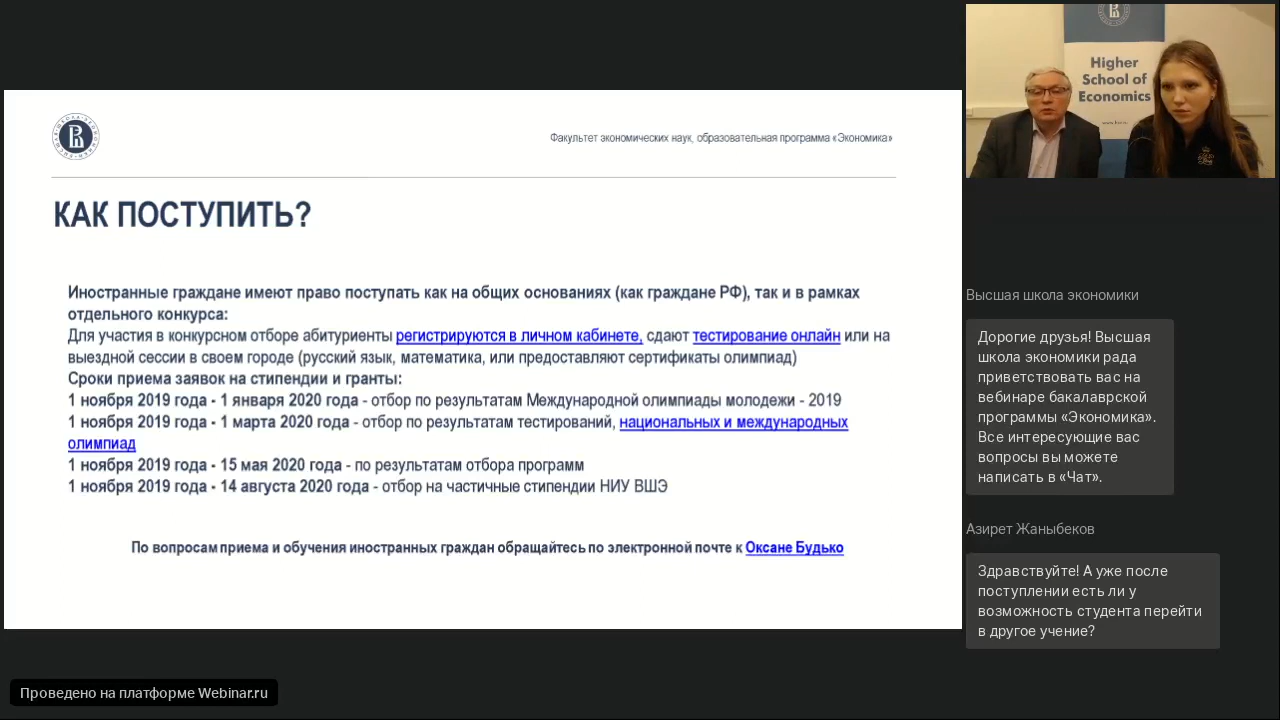 Факультет экономических наук, образовательная программа «Экономика»
КАК ПОСТУПИТЬ?
Иностранные граждане имеют право поступать как на общих основаниях (как граждане РФ), так и в рамках
отдельного конкурса:
Для участия в конкурсном отборе абитуриенты регистрируются в личном кабинете, сдают тестирование онлайн или на
выездной сессии в своем городе (русский язык, математика, или предоставляют сертификаты олимпиад)
Сроки приема заявок на стипендии и гранты:
1 ноября 2019 года - 1 января 2020 года - отбор по результатам Международной олимпиады молодежи - 2019
1 ноября 2019 года - 1 марта 2020 года - отбор по результатам тестирований, национальных и международных
олимпиад
1 ноября 2019 года - 15 мая 2020 года - по результатам отбора программ
1 ноября 2019 года - 14 августа 2020 года - отбор на частичные стипендии НИУ ВШЭ
По вопросам приема и обучения иностранных граждан обращайтесь по электронной почте к Оксане Будько
Higher
School of
Economics
Высшая школа экономики
Дорогие друзья! Высшая
школа экономики рада
приветствовать вас на
вебинаре бакалаврской
программы «Экономика».
Все интересующие вас
вопросы вы можете
написать в «Чат».
Азирет Жаныбеков
Здравствуйте! А уже после
поступлении есть ли у
возможность студента перейти
в другое учение?
Проведено на платформе Webinar.ru